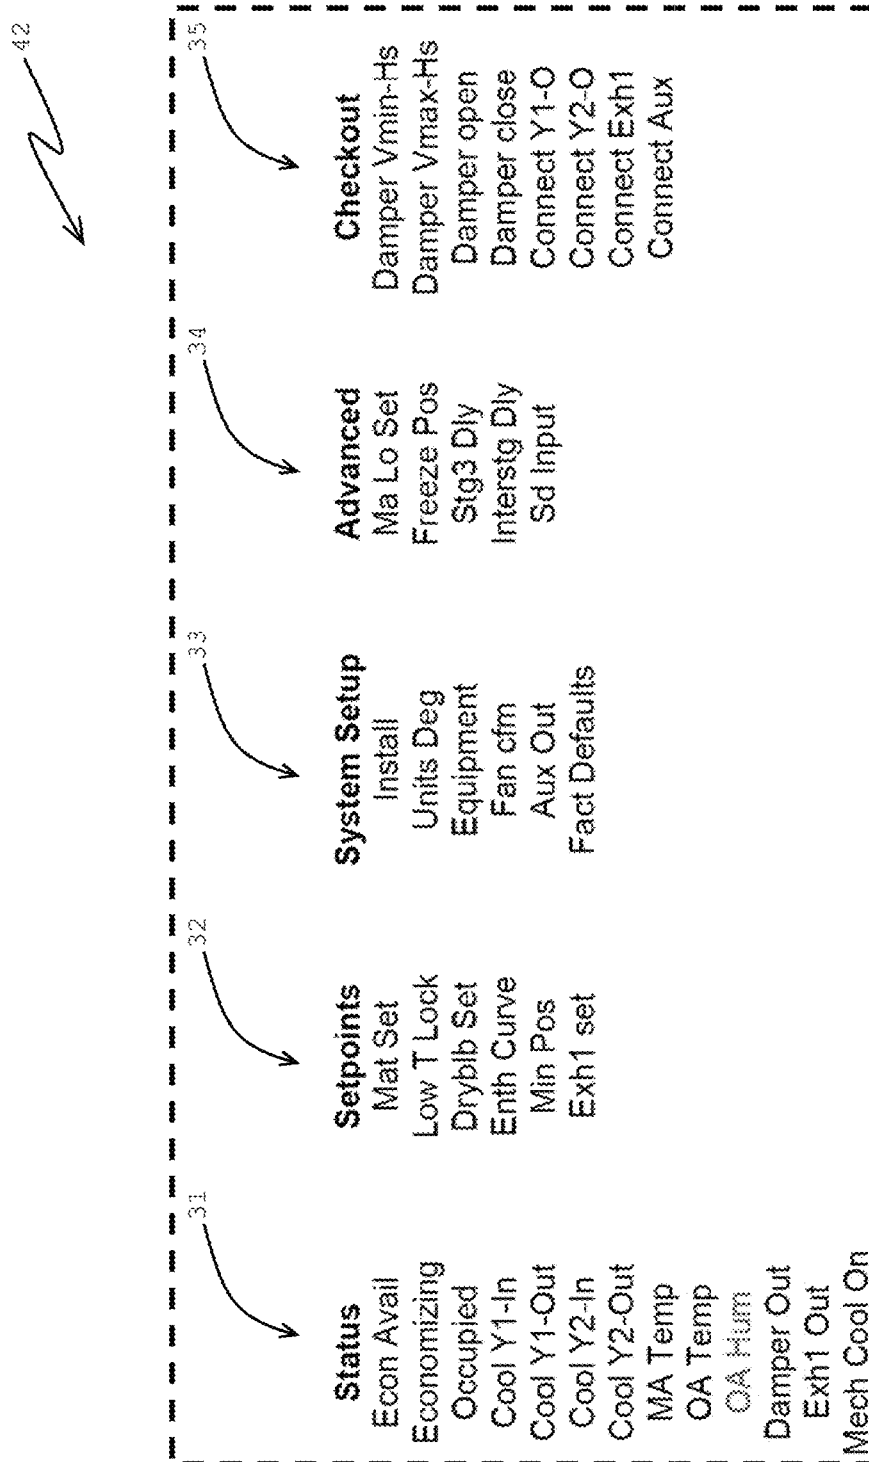 42
31
Status
Econ Avail
Economizing
Occupied
Cool Y1-In
Cool Y1-Out
Cool Y2-In
Cool Y2-Out
MA Temp
OA Temp
OA Hum
Damper Out
Exh1 Out
Mech Cool On
32
Setpoints
Mat Set
Low T Lock
Dryblb Set
Enth Curve
Min Pos
Exh1 set
33
System Setup
Install
Units Deg
Equipment
Fan cfm
Aux Out
Fact Defaults
34
Advanced
Ma Lo Set
Freeze Pos
Stg3 Dly
Interstg Dly
Sd Input
35
Checkout
Damper Vmin-Hs
Damper Vmax-Hs
Damper open
Damper close
Connect Y1-O
Connect Y2-O
Connect Exh1
Connect Aux